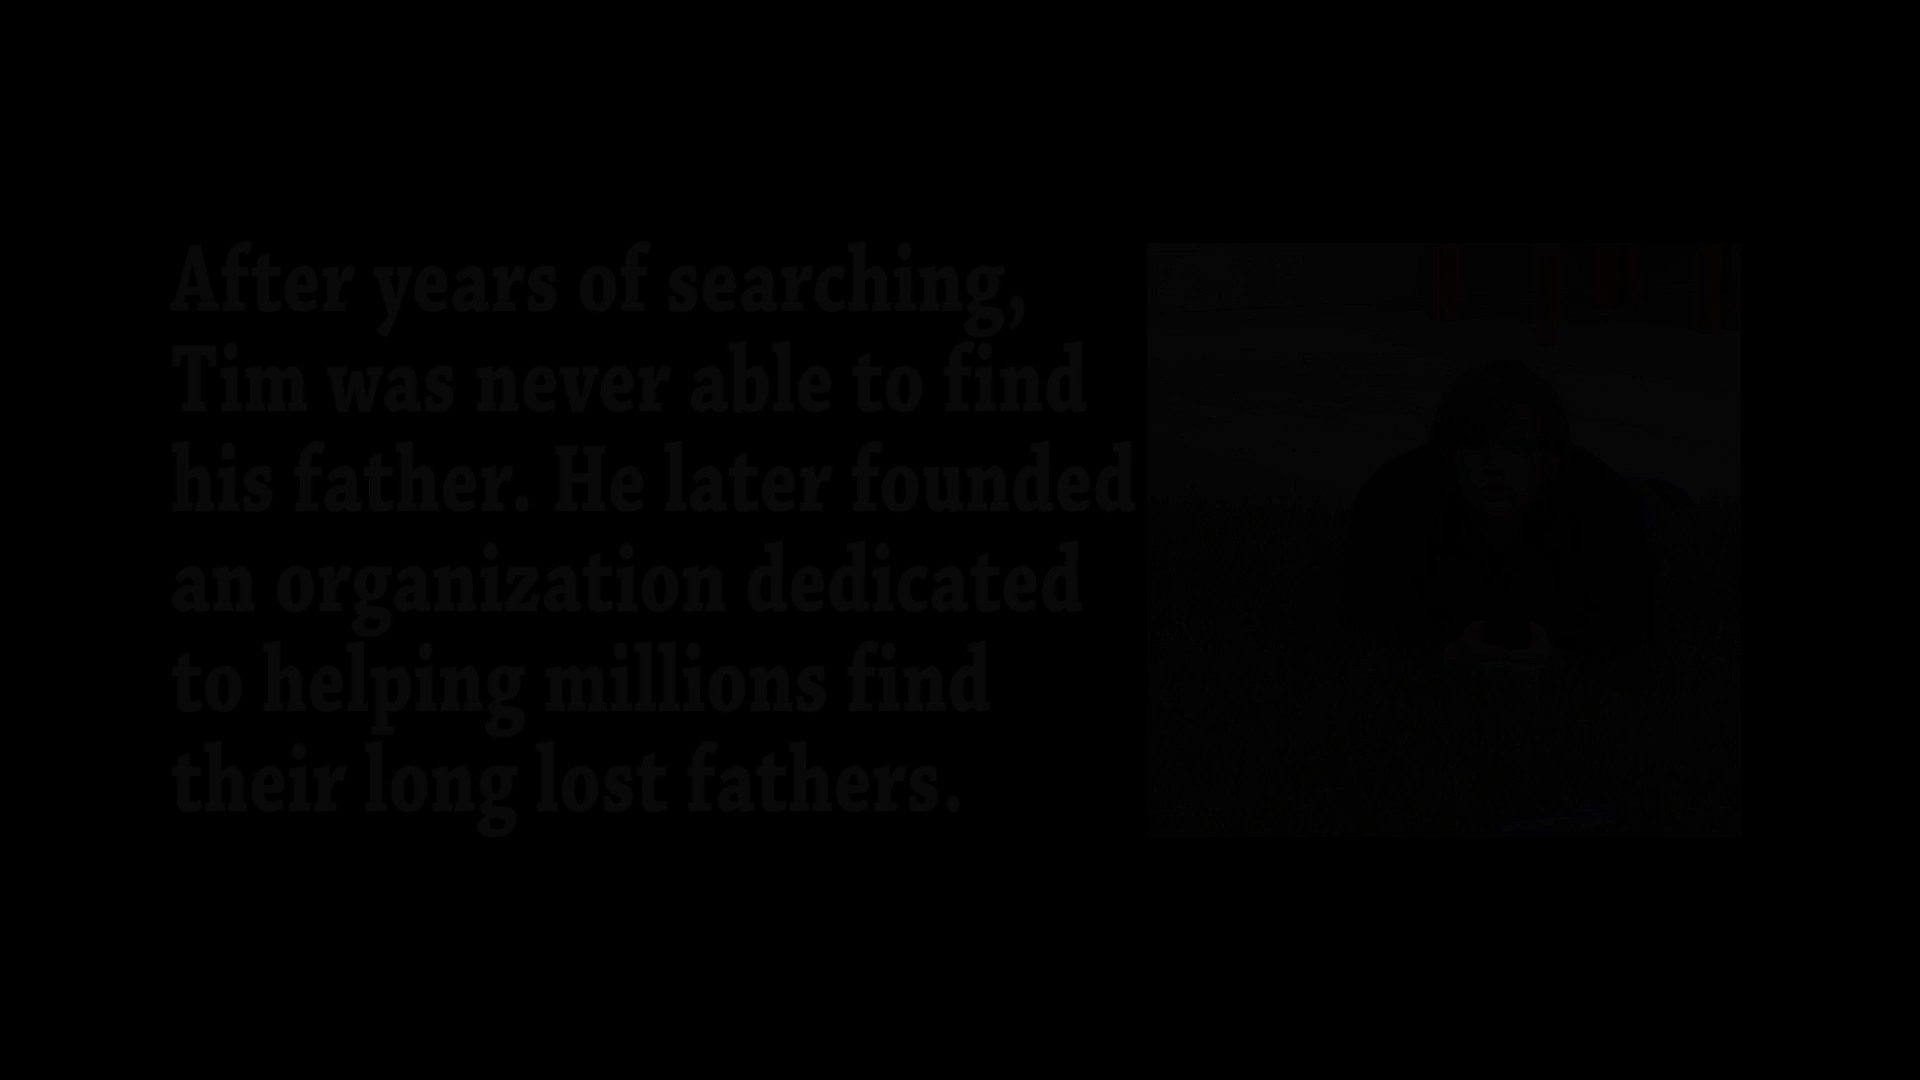 After years of searching,
Tim was never able to find
his father. He later founded
an organization dedicated
to helping millions find
their long lost fathers.